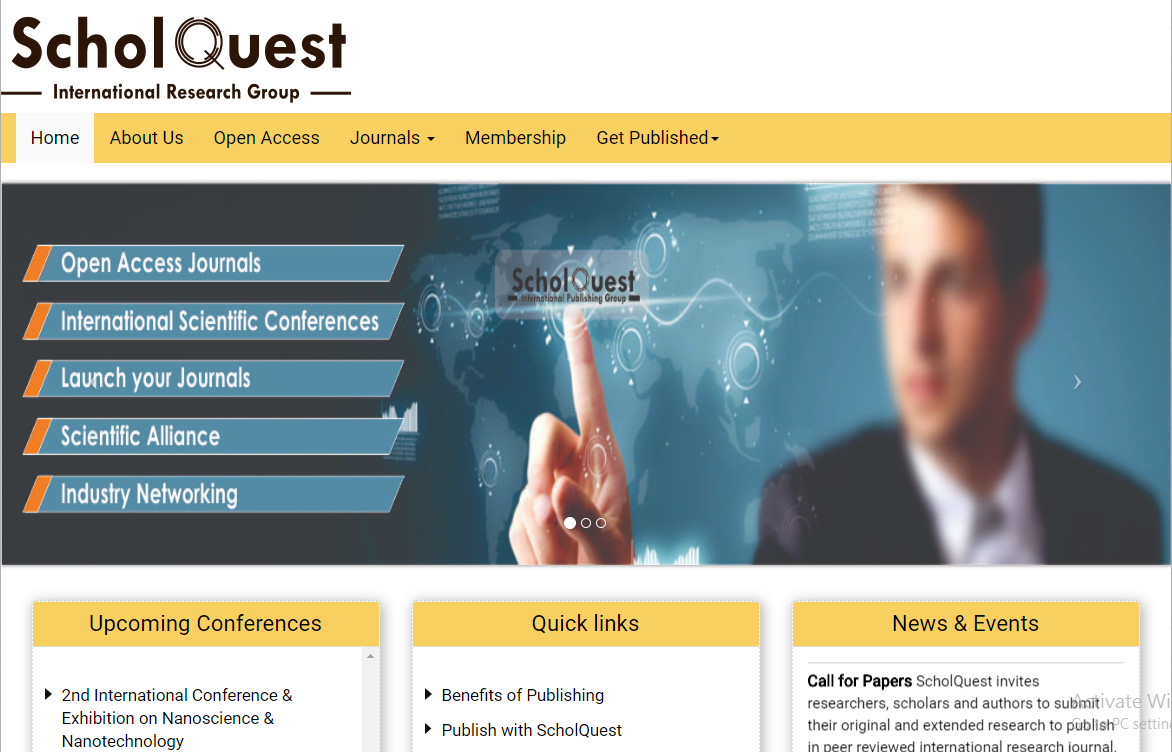 ScholQuest
International Research Group
Home About Us Open Access Journals Membership Get Published
Open Access Journals
International Scientific Conferences
Launch your Journals
Scientific Alliance
Industry Networking
ScholQuest
International Publishing Group
Upcoming Conferences
2nd International Conference &
Exhibition on Nanoscience &
Nanotechnology
Quick links
Benefits of Publishing
Publish with ScholQuest
News & Events
Call for Papers ScholQuest invites
researchers, scholars and authors to submit
their original and extended research to publish
in peer reviewed international research journal.
Activate Wi
Go to PC settin